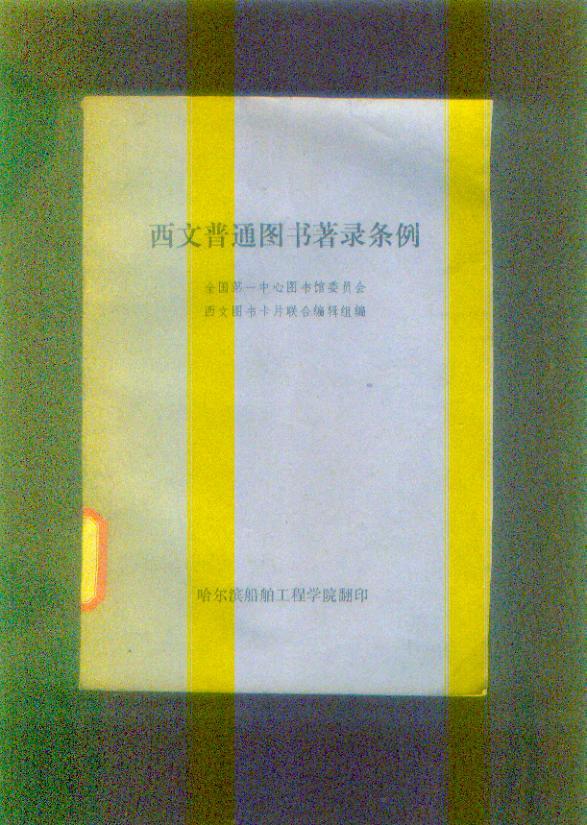 西文普通图书著录条例
全国第一中心图书馆委员会
西文图书卡片联合编辑组编
哈尔滨船舶工程学院翻印